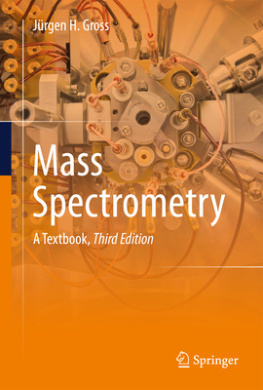 Jürgen H. Gross
Mass
Spectrometry
A Textbook, Third Edition
Springer